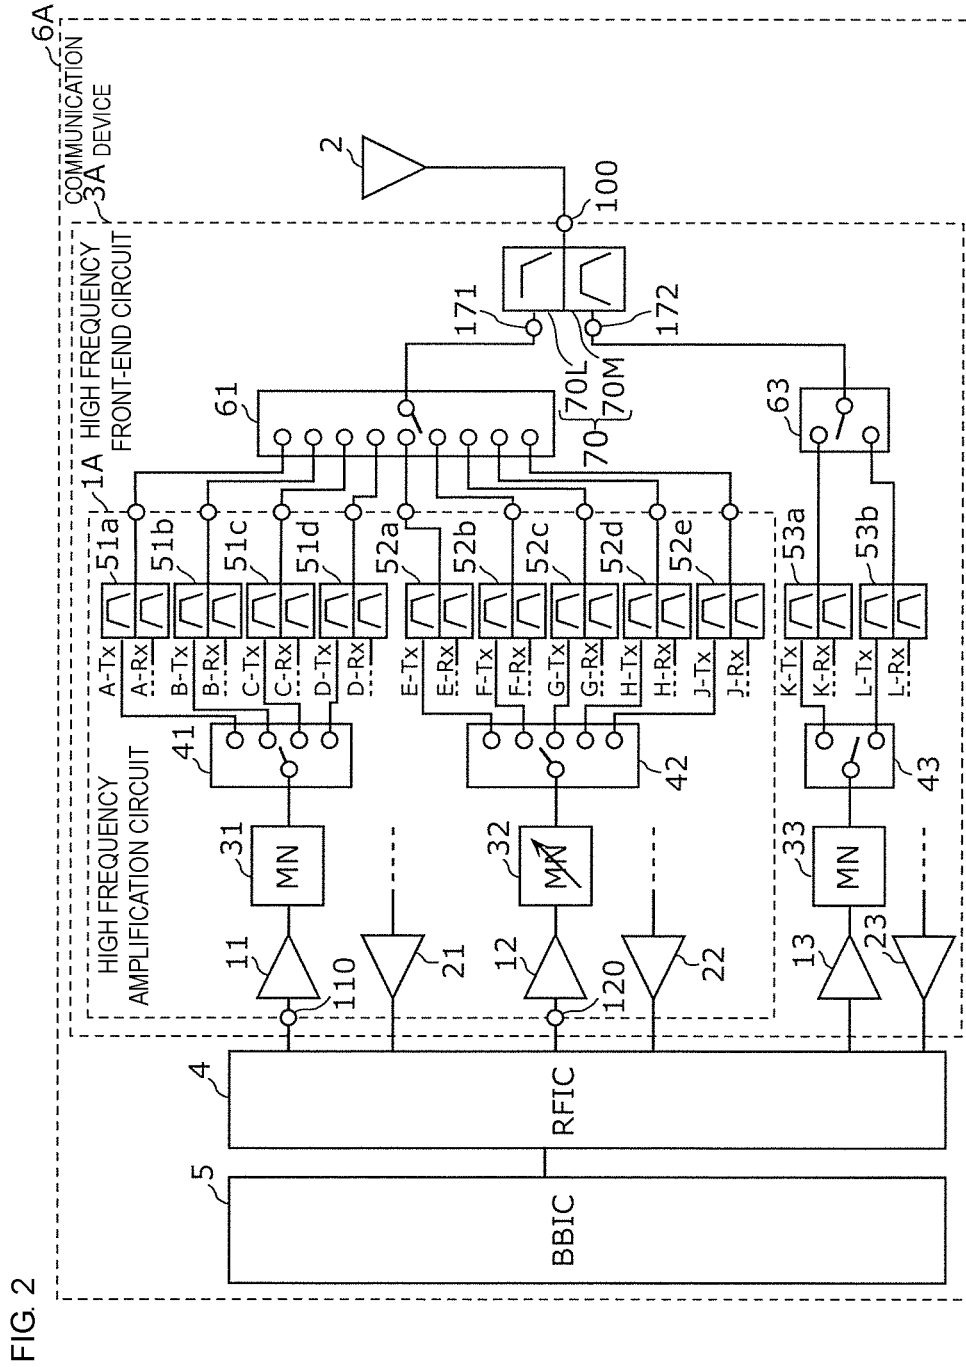 FIG. 2
6A
COMMUNICATION
DEVICE
3A
HIGH FREQUENCY
FRONT-END CIRCUIT
1A
HIGH FREQUENCY
AMPLIFICATION CIRCUIT
5
BBIC
4
RFIC
110
11
31
MN
41
21
120
12
32
MN
42
22
13
33
MN
43
23
A-Tx
A-Rx
B-Tx
B-Rx
C-Tx
C-Rx
D-Tx
D-Rx
E-Tx
E-Rx
F-Tx
F-Rx
G-Tx
G-Rx
H-Tx
H-Rx
J-Tx
J-Rx
K-Tx
K-Rx
L-Tx
L-Rx
51a
51b
51c
51d
52a
52b
52c
52d
52e
53a
53b
61
63
171
172
70L
70M
70
100
2